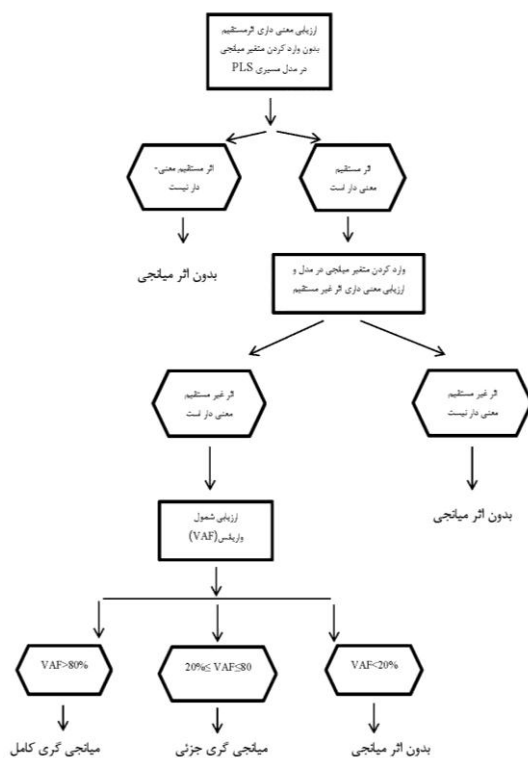 ارزیابی معنی داری اثرمستقیم
بدون وارد کردن متغیر میانجی
در مدل مسیری PLS
اثر مستقیم
معنی دار است
اثر مستقیم معنی-
دار نیست
بدون اثر میانجی
وارد کردن متغیر میانجی در مدل و
ارزیابی معنی داری اثر غیر مستقیم
اثر غیر مستقیم
معنی دار نیست
اثر غیر مستقیم
معنی دار است
بدون اثر میانجی
ارزیابی شمول
واریانس(VAF)
VAF<20%
20%≤ VAF≤80
VAF>80%
بدون اثر میانجی
میانجی گری جزئی
میانجی گری کامل